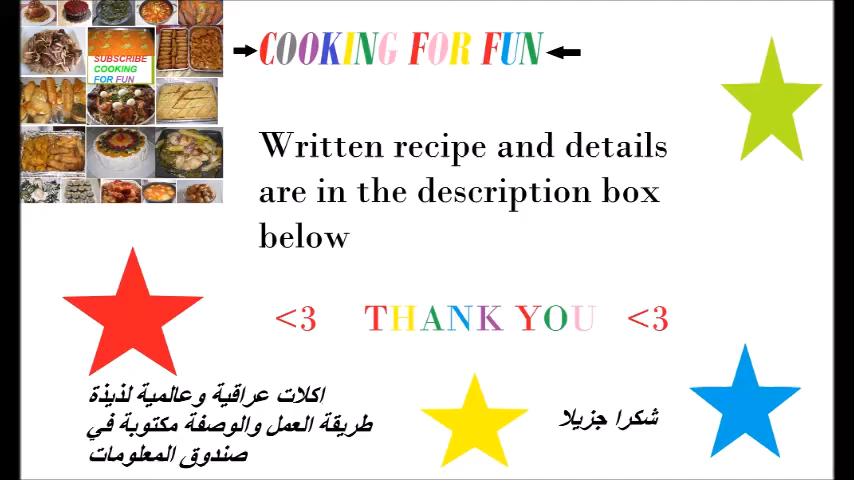 SUBSCRIBE
COOKING
FOR FUN
COOKING FOR FUN
Written recipe and details
are in the description box
below
<3 THANK YOU <3
اكلات عراقية وعالمية لذيذة
طريقة العمل والوصفة مكتوبة في
صندوق المعلومات
شكرا جزيلا